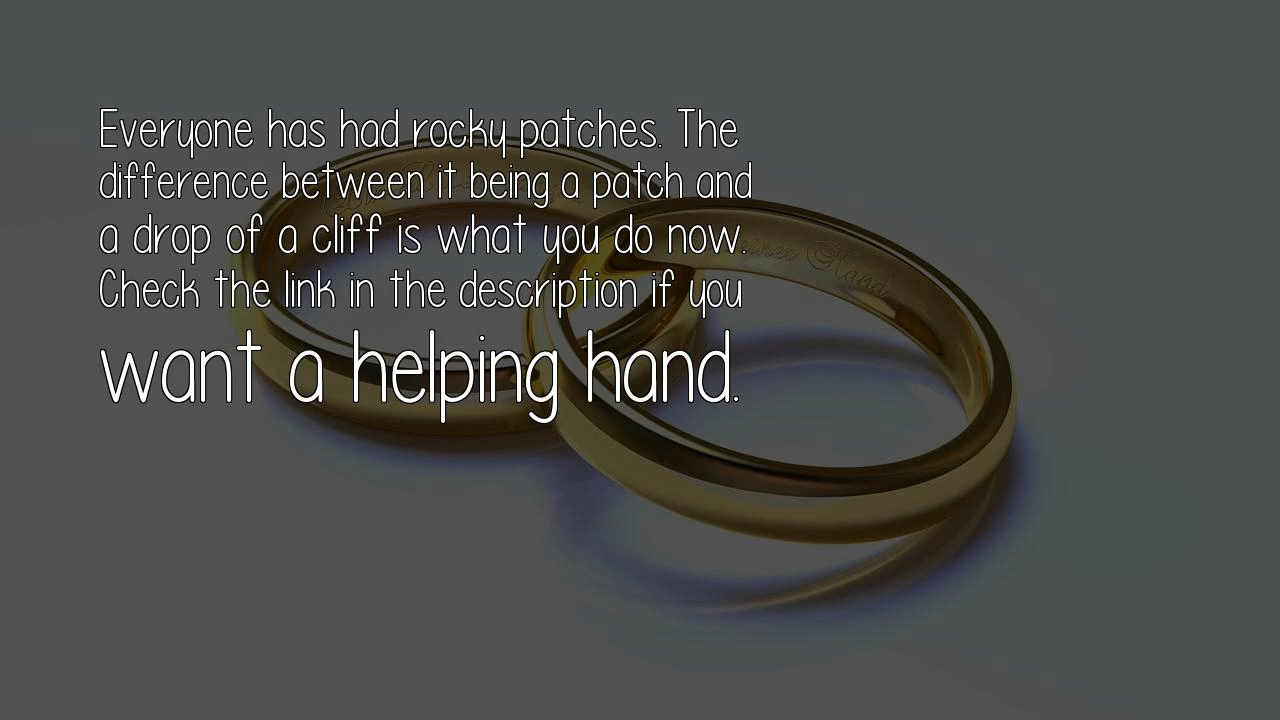 Everyone has had rocky patches. The
difference between it being a patch and
a drop of a cliff is what you do now.
Check the link in the description if you
want a helping hand.
Hand